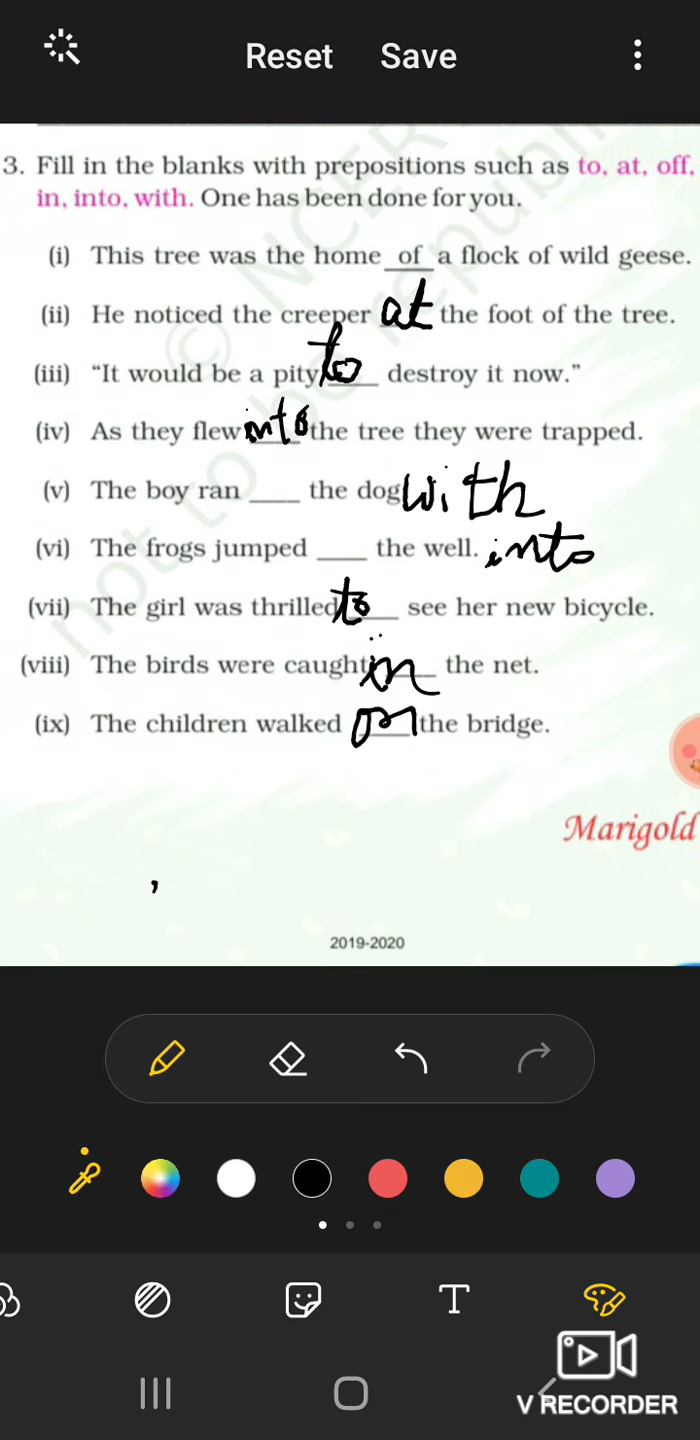 Reset Save
3. Fill in the blanks with prepositions such as to, at, off,
in, into, with. One has been done for you.
(i) This tree was the home of a flock of wild geese.
(ii) He noticed the creeper at the foot of the tree.
(iii) “It would be a pity to ____ destroy it now.”
(iv) As they flew into the tree they were trapped.
(v) The boy ran ____ the dog with
(vi) The frogs jumped ____ the well. into
(vii) The girl was thrilled to ____ see her new bicycle.
(viii) The birds were caught in ____ the net.
(ix) The children walked on the bridge.
Marigold
,
2019-2020
T
V RECORDER